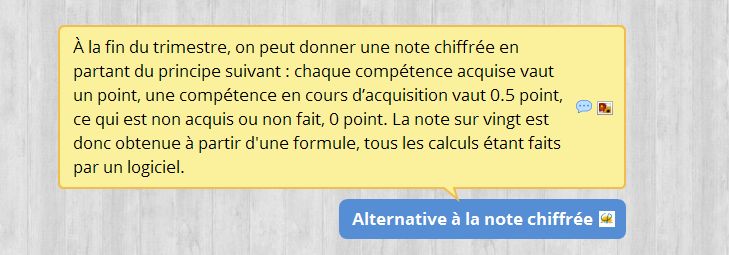 À la fin du trimestre, on peut donner une note chiffrée en
partant du principe suivant : chaque compétence acquise vaut
un point, une compétence en cours d’acquisition vaut 0.5 point,
ce qui est non acquis ou non fait, 0 point. La note sur vingt est
donc obtenue à partir d'une formule, tous les calculs étant faits
par un logiciel.
Alternative à la note chiffrée